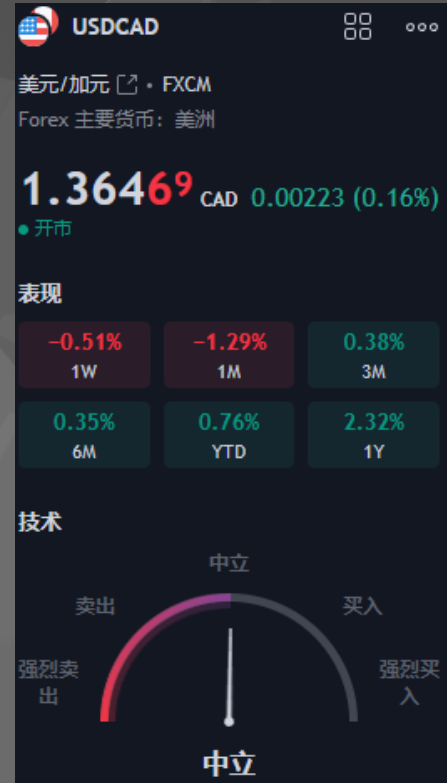 USDCAD
美元/加元 • FXCM
Forex 主要货币：美洲
1.36469 CAD 0.00223 (0.16%)
开市
表现
−0.51% −1.29% 0.38%
1W 1M 3M
0.35% 0.76% 2.32%
6M YTD 1Y
技术
中立
卖出 买入
强烈卖出 强烈买入
中立